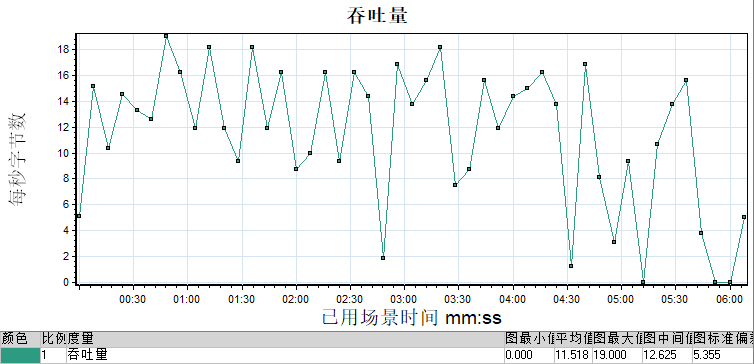 吞吐量
每秒字节数
18
16
14
12
10
8
6
4
2
0
00:30 01:00 01:30 02:00 02:30 03:00 03:30 04:00 04:30 05:00 05:30 06:00
已用场景时间 mm:ss
颜色 比例 度量 图最小值 平均值 图最大值 图中间值 图标准偏差
1 吞吐量 0.000 11.518 19.000 12.625 5.355